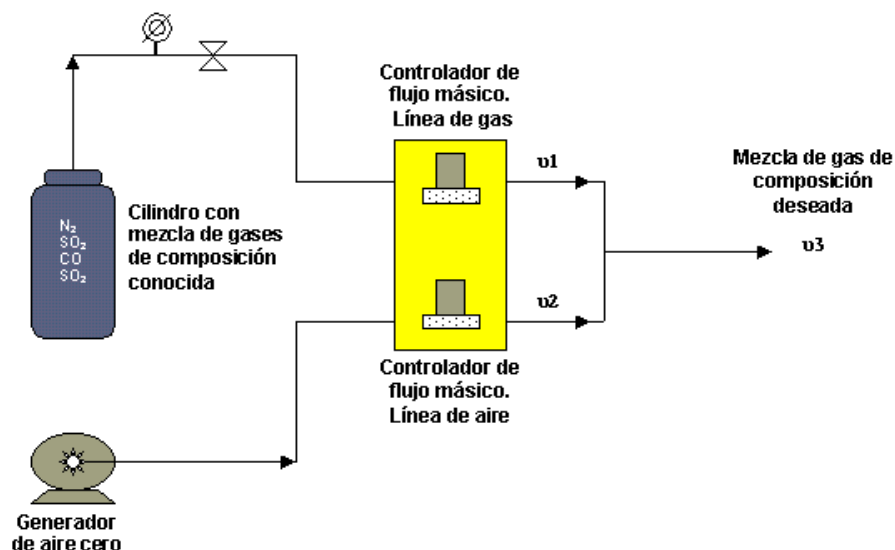 Controlador de
flujo másico.
Línea de gas
υ1
Mezcla de gas de
composición
deseada
υ3
Cilindro con
mezcla de gases
de composición
conocida
N₂
SO₂
CO
SO₂
υ2
Controlador de
flujo másico.
Línea de aire
Generador
de aire cero